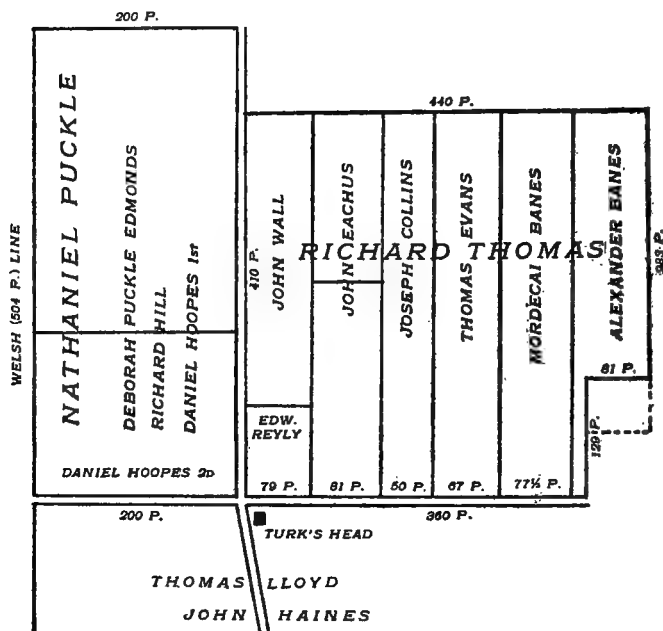 200 P.
WELSH (504 P.) LINE
NATHANIEL PUCKLE
DEBORAH PUCKLE EDMONDS
RICHARD HILL
DANIEL HOOPES 1ST
DANIEL HOOPES 2D
440 P.
410 P.
JOHN WALL
JOHN EACHUS
JOSEPH COLLINS
THOMAS EVANS
MORDECAI BANES
ALEXANDER BANES
RICHARD THOMAS
P.
81 P.
129 P.
EDW.
REYLY
79 P.
81 P.
50 P.
67 P.
77½ P.
200 P.
360 P.
TURK'S HEAD
THOMAS LLOYD
JOHN HAINES